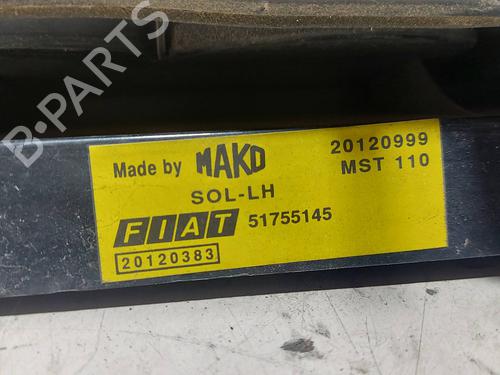 B-PARTS
Made by MAKO 20120999
SOL-LH MST 110
FIAT 51755145
20120383